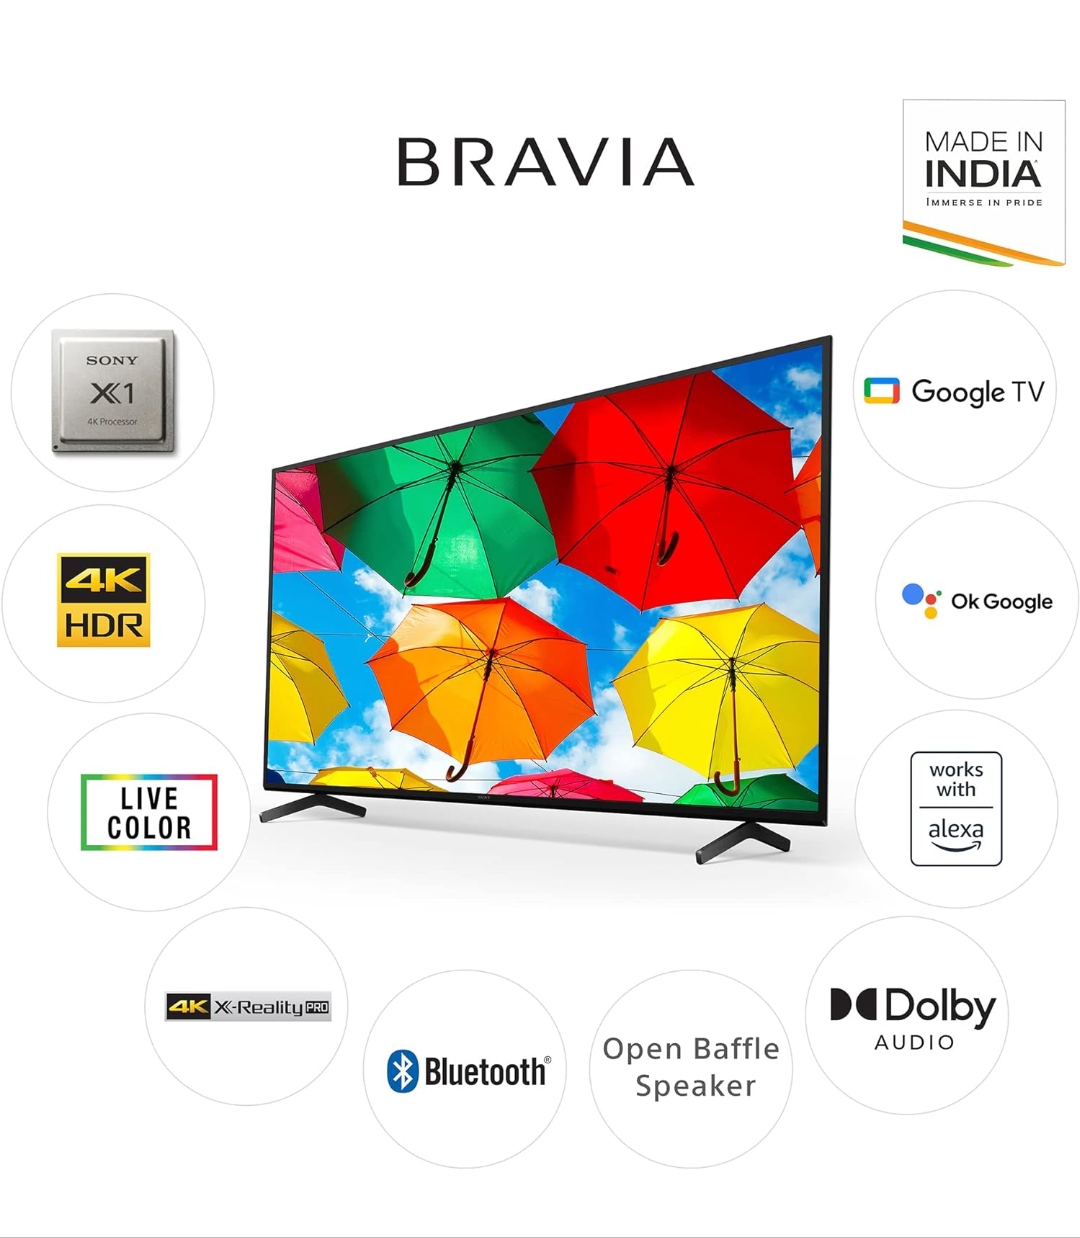 BRAVIA
MADE IN
INDIA
IMMERSE IN PRIDE
SONY
X1
4K Processor
Google TV
4K
HDR
Ok Google
LIVE
COLOR
works
with
alexa
4K X-Reality PRO
Bluetooth®
Open Baffle
Speaker
Dolby
AUDIO
SONY